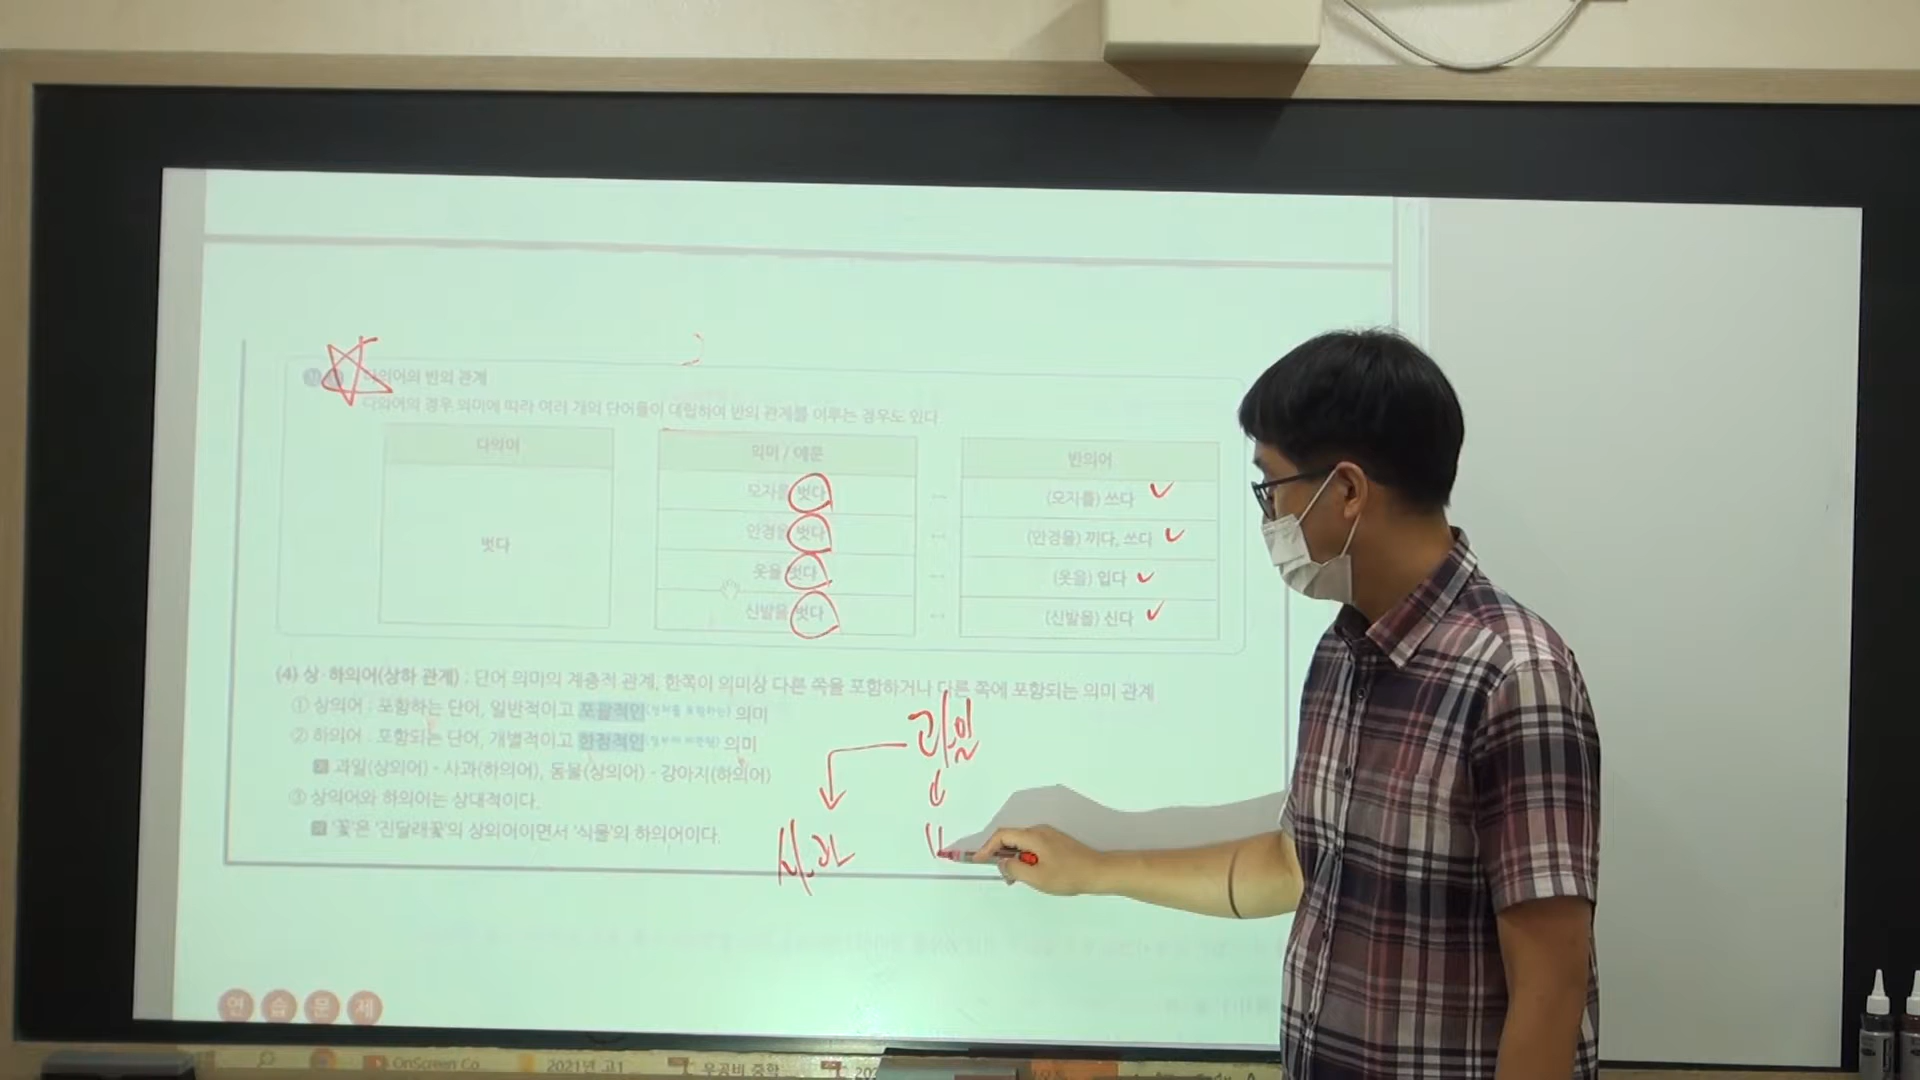 다의어의 반의 관계
다의어의 경우 의미에 따라 여러 개의 단어들이 대립하여 반의 관계를 이루는 경우도 있다
다의어
의미 / 예문
반의어
벗다
모자를 벗다 ↔ (모자를) 쓰다
안경을 벗다 ↔ (안경을) 끼다, 쓰다
옷을 벗다 ↔ (옷을) 입다
신발을 벗다 ↔ (신발을) 신다
(4) 상·하의어(상하 관계) : 단어 의미의 계층적 관계, 한쪽이 의미상 다른 쪽을 포함하거나 다른 쪽에 포함되는 의미 관계
① 상의어 : 포함하는 단어, 일반적이고 포괄적인 의미
② 하의어 : 포함되는 단어, 개별적이고 한정적인 의미
과일(상의어) - 사과(하의어), 동물(상의어) - 강아지(하의어)
③ 상의어와 하의어는 상대적이다.
'꽃'은 '진달래꽃'의 상의어이면서 '식물'의 하의어이다.
과일
사과
연습문제
OnScreen Co
2021년 고1
우공비 중학